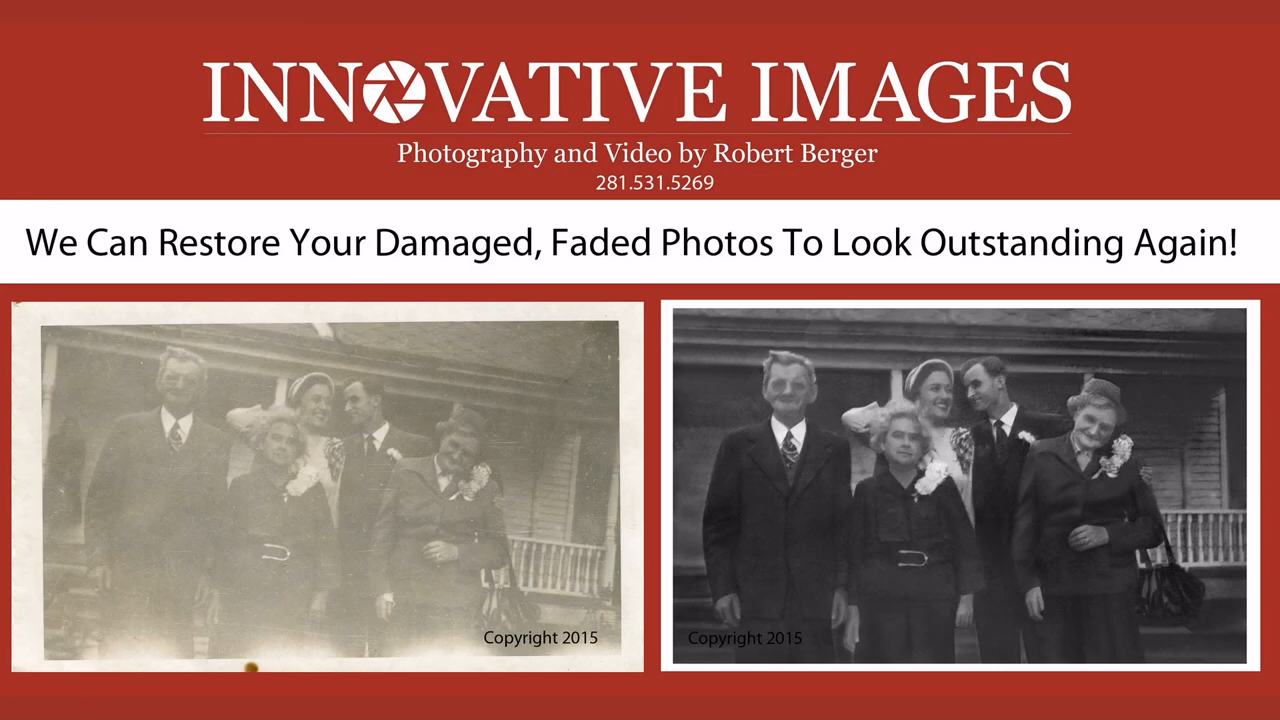 INNOVATIVE IMAGES
Photography and Video by Robert Berger
281.531.5269
We Can Restore Your Damaged, Faded Photos To Look Outstanding Again!
Copyright 2015
Copyright 2015